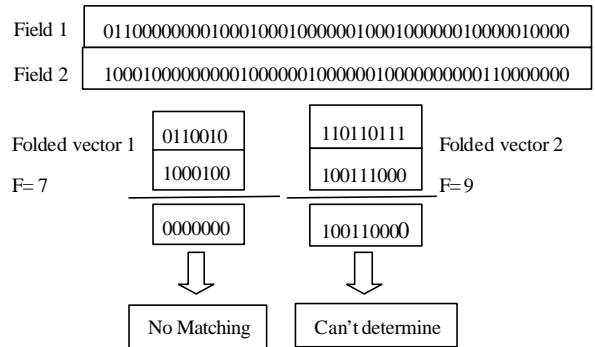 Field 1 011000000001000100010000001000100000010000010000
Field 2 100010000000001000000100000010000000000110000000
Folded vector 1 0110010 110110111 Folded vector 2
F= 7 1000100 100111000 F= 9
0000000 100110000
No Matching Can't determine